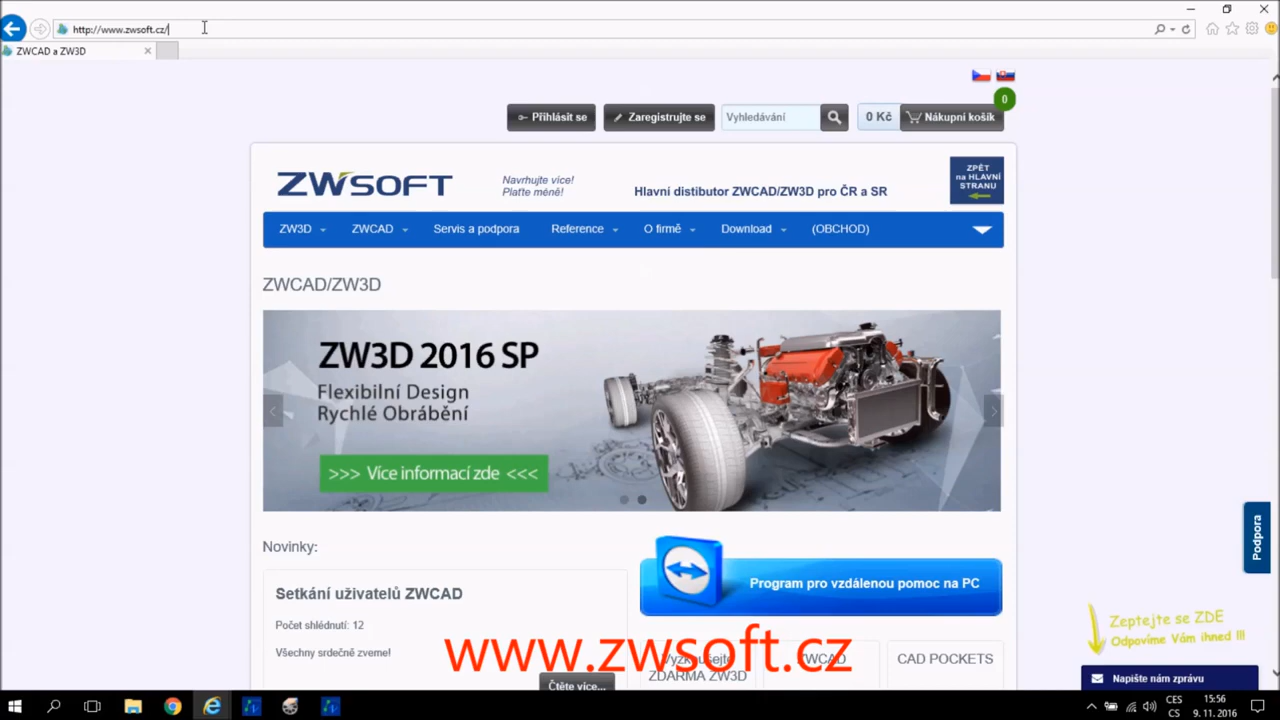 http://www.zwsoft.cz/
ZWCAD a ZW3D
0
Přihlásit se
Zaregistrujte se
Vyhledávání
0 Kč
Nákupní košík
ZWSOFT
Navrhujte více!
Plaťte méně!
Hlavní distibutor ZWCAD/ZW3D pro ČR a SR
ZPĚT
na HLAVNÍ
STRANU
ZW3D
ZWCAD
Servis a podpora
Reference
O firmě
Download
(OBCHOD)
ZWCAD/ZW3D
ZW3D 2016 SP
Flexibilní Design
Rychlé Obrábění
>>> Více informací zde <<<
Podpora
Novinky:
Program pro vzdálenou pomoc na PC
Setkání uživatelů ZWCAD
Počet shlédnutí: 12
Všechny srdečně zveme!
Čtěte více...
Zeptejte se ZDE
Odpovíme Vám ihned !!!
www.zwsoft.cz
Vyzkoušejte
ZDARMA ZW3D
ZWCAD
CAD POCKETS
Napište nám zprávu
CES
CS
15:56
9. 11. 2016